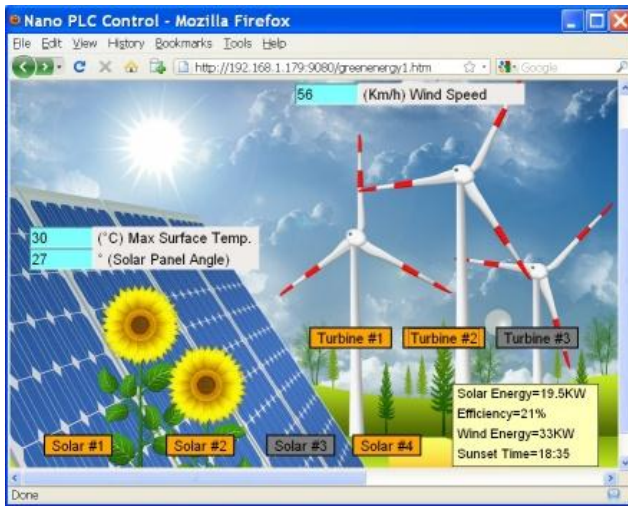 Nano PLC Control - Mozilla Firefox
File Edit View History Bookmarks Tools Help
http://192.168.1.179:9080/greenenergy1.htm Google
56 (Km/h) Wind Speed
30 (°C) Max Surface Temp.
27 ° (Solar Panel Angle)
Turbine #1 Turbine #2 Turbine #3
Solar Energy=19.5KW
Efficiency=21%
Wind Energy=33KW
Sunset Time=18:35
Solar #1 Solar #2 Solar #3 Solar #4
Done